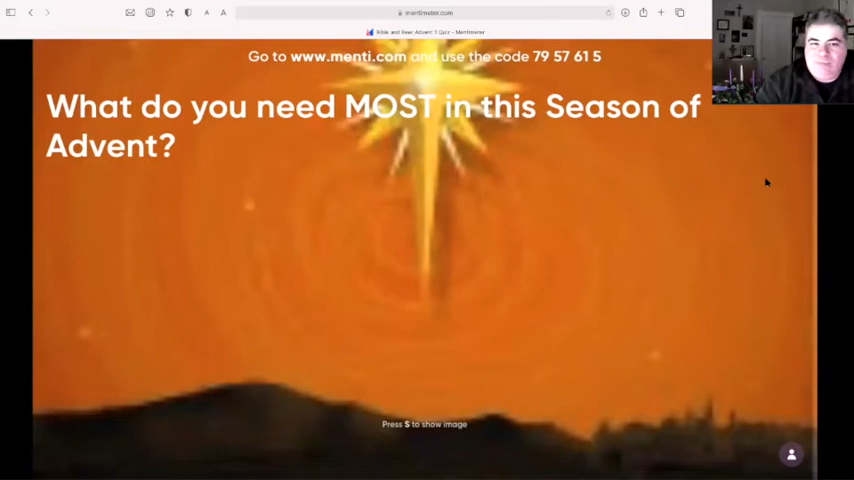 mentimeter.com
Bible and Beer Advent 1 Quiz - Mentimeter
Go to www.menti.com and use the code 79 57 61 5
What do you need MOST in this Season of
Advent?
Press S to show image